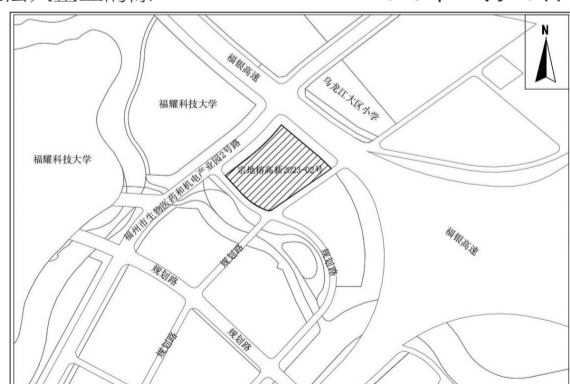 N
福银高速
乌龙江大区小学
福耀科技大学
福耀科技大学
宗地榕高新2023-02号
福州市生物医药和机电产业园2号路
福银高速
规划路
规划路
规划路
规划路
规划路